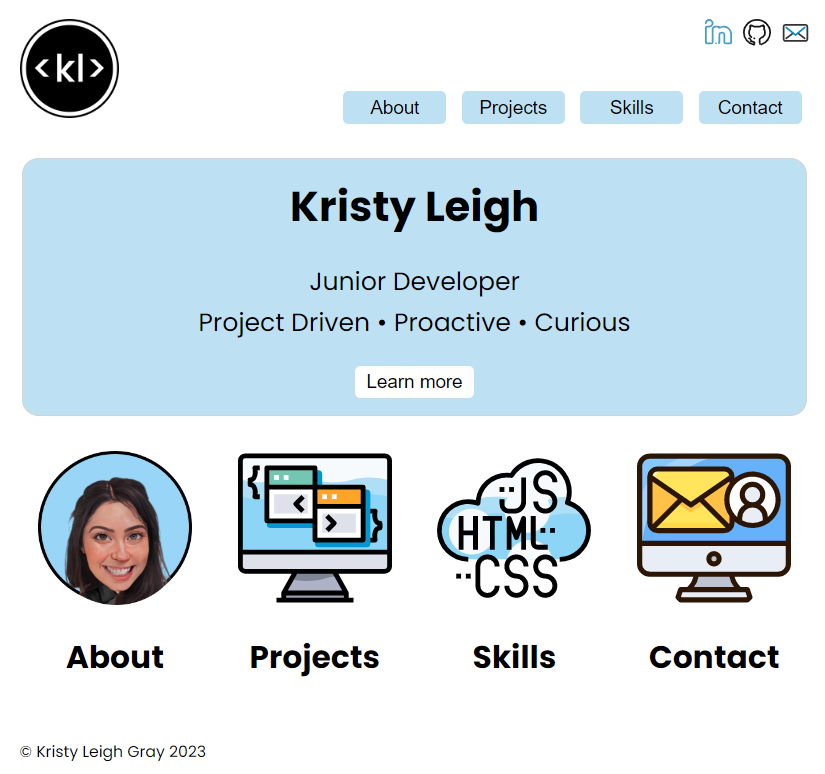 <kl>
in
About Projects Skills Contact
Kristy Leigh
Junior Developer
Project Driven • Proactive • Curious
Learn more
JS
HTML
CSS
About Projects Skills Contact
© Kristy Leigh Gray 2023